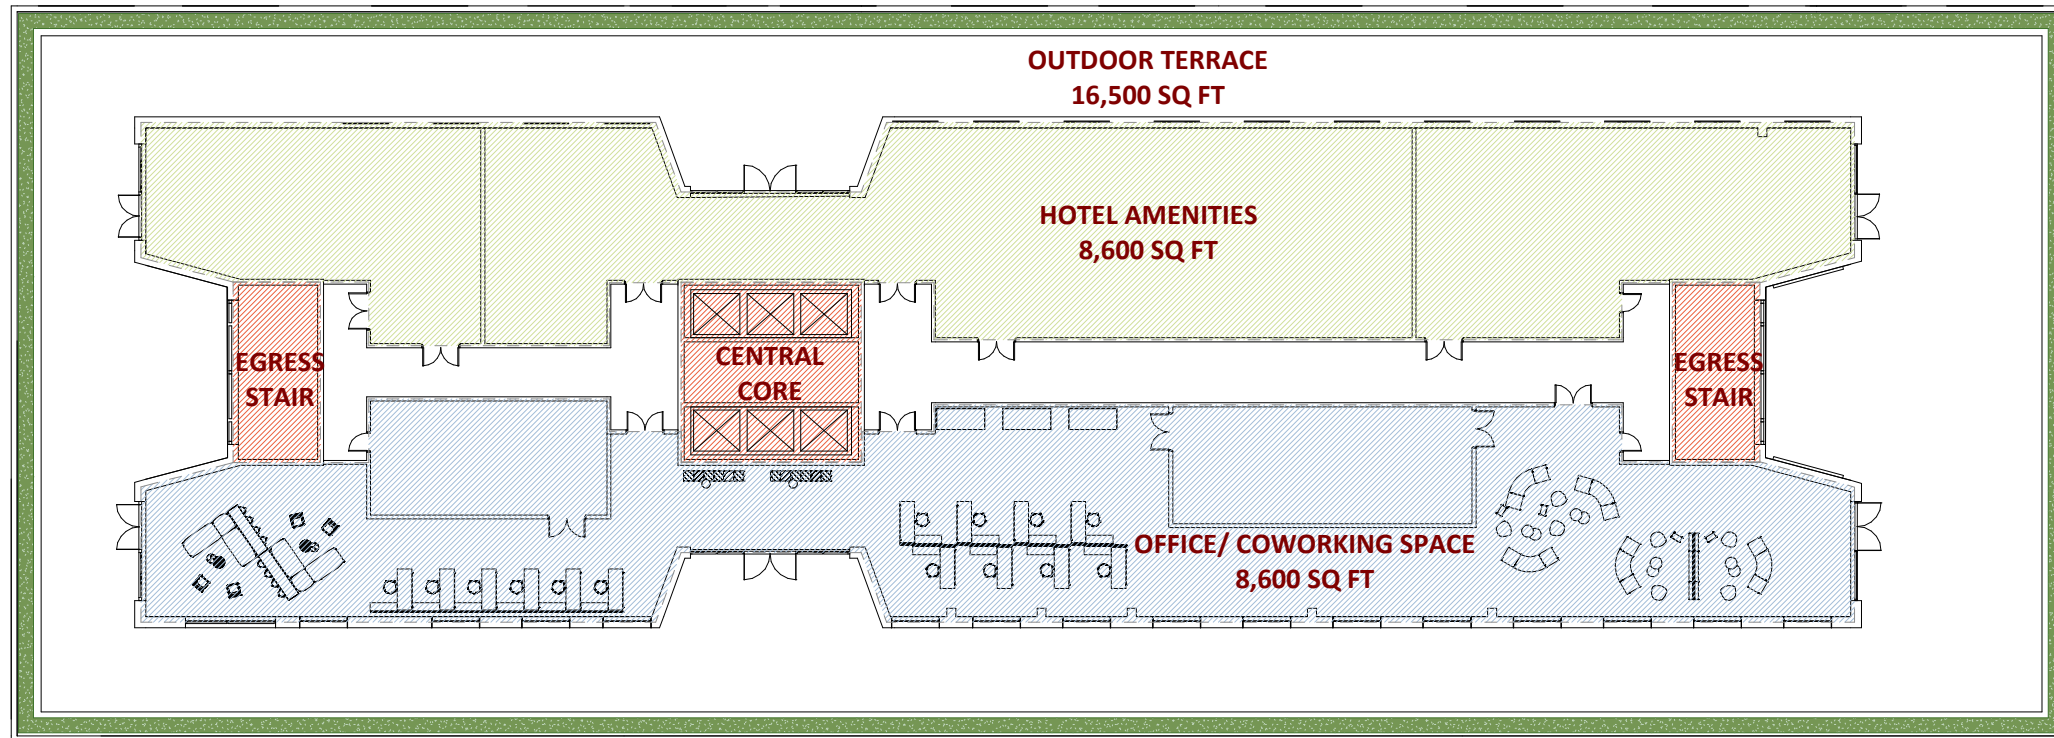 OUTDOOR TERRACE
16,500 SQ FT
HOTEL AMENITIES
8,600 SQ FT
EGRESS
STAIR
CENTRAL
CORE
EGRESS
STAIR
OFFICE/ COWORKING SPACE
8,600 SQ FT